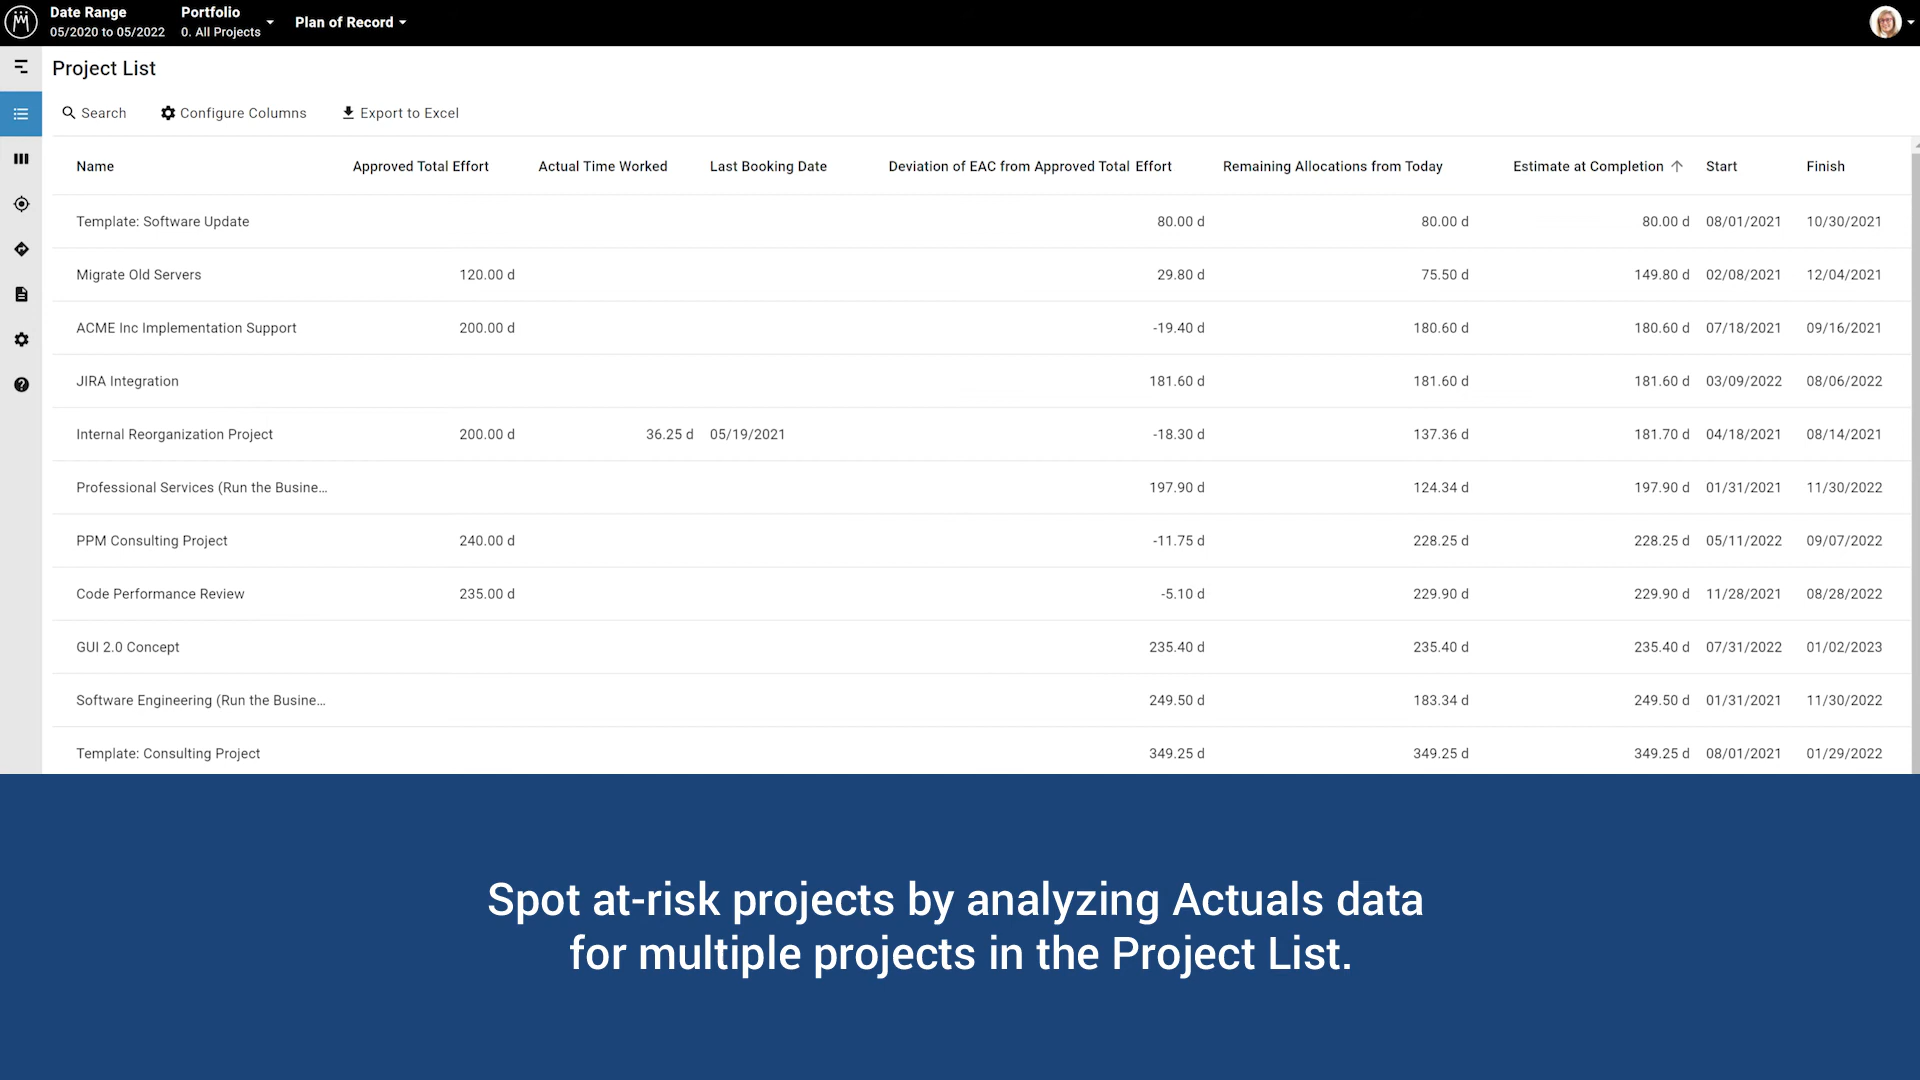 Date Range
05/2020 to 05/2022
Portfolio
0. All Projects
Plan of Record
Project List
Search Configure Columns Export to Excel
Name Approved Total Effort Actual Time Worked Last Booking Date Deviation of EAC from Approved Total Effort Remaining Allocations from Today Estimate at Completion Start Finish
Template: Software Update 80.00 d 80.00 d 80.00 d 08/01/2021 10/30/2021
Migrate Old Servers 120.00 d 29.80 d 75.50 d 149.80 d 02/08/2021 12/04/2021
ACME Inc Implementation Support 200.00 d -19.40 d 180.60 d 180.60 d 07/18/2021 09/16/2021
JIRA Integration 181.60 d 181.60 d 181.60 d 03/09/2022 08/06/2022
Internal Reorganization Project 200.00 d 36.25 d 05/19/2021 -18.30 d 137.36 d 181.70 d 04/18/2021 08/14/2021
Professional Services (Run the Busine... 197.90 d 124.34 d 197.90 d 01/31/2021 11/30/2022
PPM Consulting Project 240.00 d -11.75 d 228.25 d 228.25 d 05/11/2022 09/07/2022
Code Performance Review 235.00 d -5.10 d 229.90 d 229.90 d 11/28/2021 08/28/2022
GUI 2.0 Concept 235.40 d 235.40 d 235.40 d 07/31/2022 01/02/2023
Software Engineering (Run the Busine... 249.50 d 183.34 d 249.50 d 01/31/2021 11/30/2022
Template: Consulting Project 349.25 d 349.25 d 349.25 d 08/01/2021 01/29/2022
Spot at-risk projects by analyzing Actuals data
for multiple projects in the Project List.